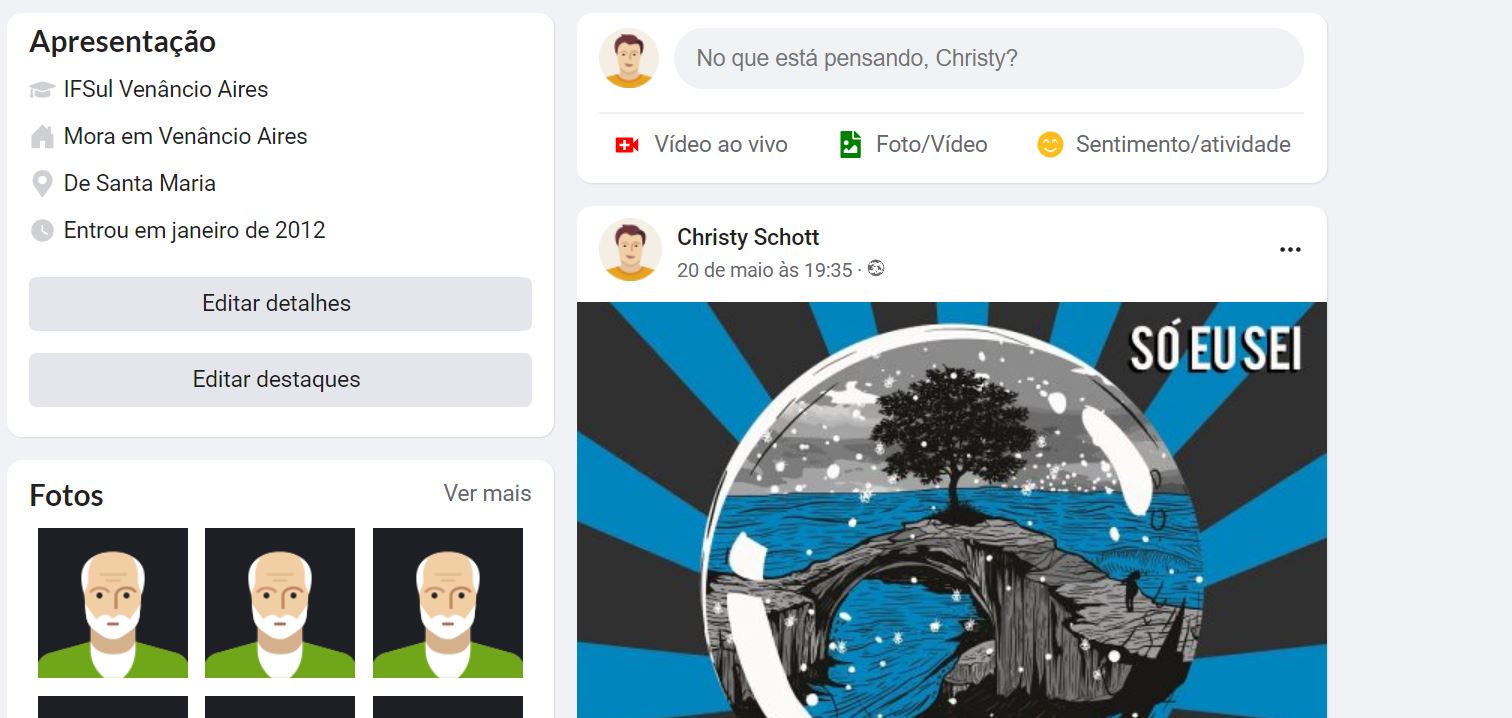 Apresentação
IFSul Venâncio Aires
Mora em Venâncio Aires
De Santa Maria
Entrou em janeiro de 2012
Editar detalhes
Editar destaques
Fotos
Ver mais
No que está pensando, Christy?
Vídeo ao vivo
Foto/Vídeo
Sentimento/atividade
Christy Schott
20 de maio às 19:35 ·
SÓ EU SEI